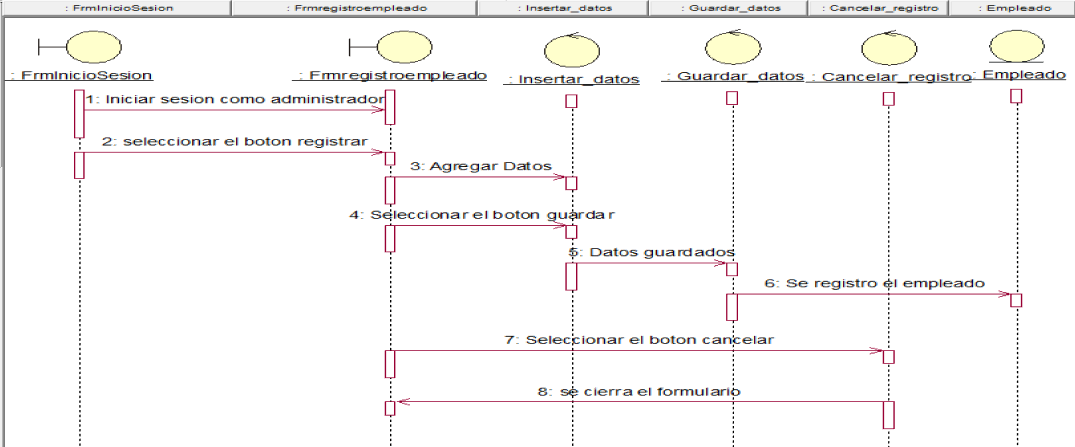 : FrmInicioSesion : Frmregistroempleado : Insertar_datos : Guardar_datos : Cancelar_registro : Empleado
: FrmInicioSesion : Frmregistroempleado : Insertar_datos : Guardar_datos : Cancelar_registro : Empleado
1: Iniciar sesion como administrador
2: seleccionar el boton registrar
3: Agregar Datos
4: Seleccionar el boton guardar
5: Datos guardados
6: Se registro el empleado
7: Seleccionar el boton cancelar
8: se cierra el formulario